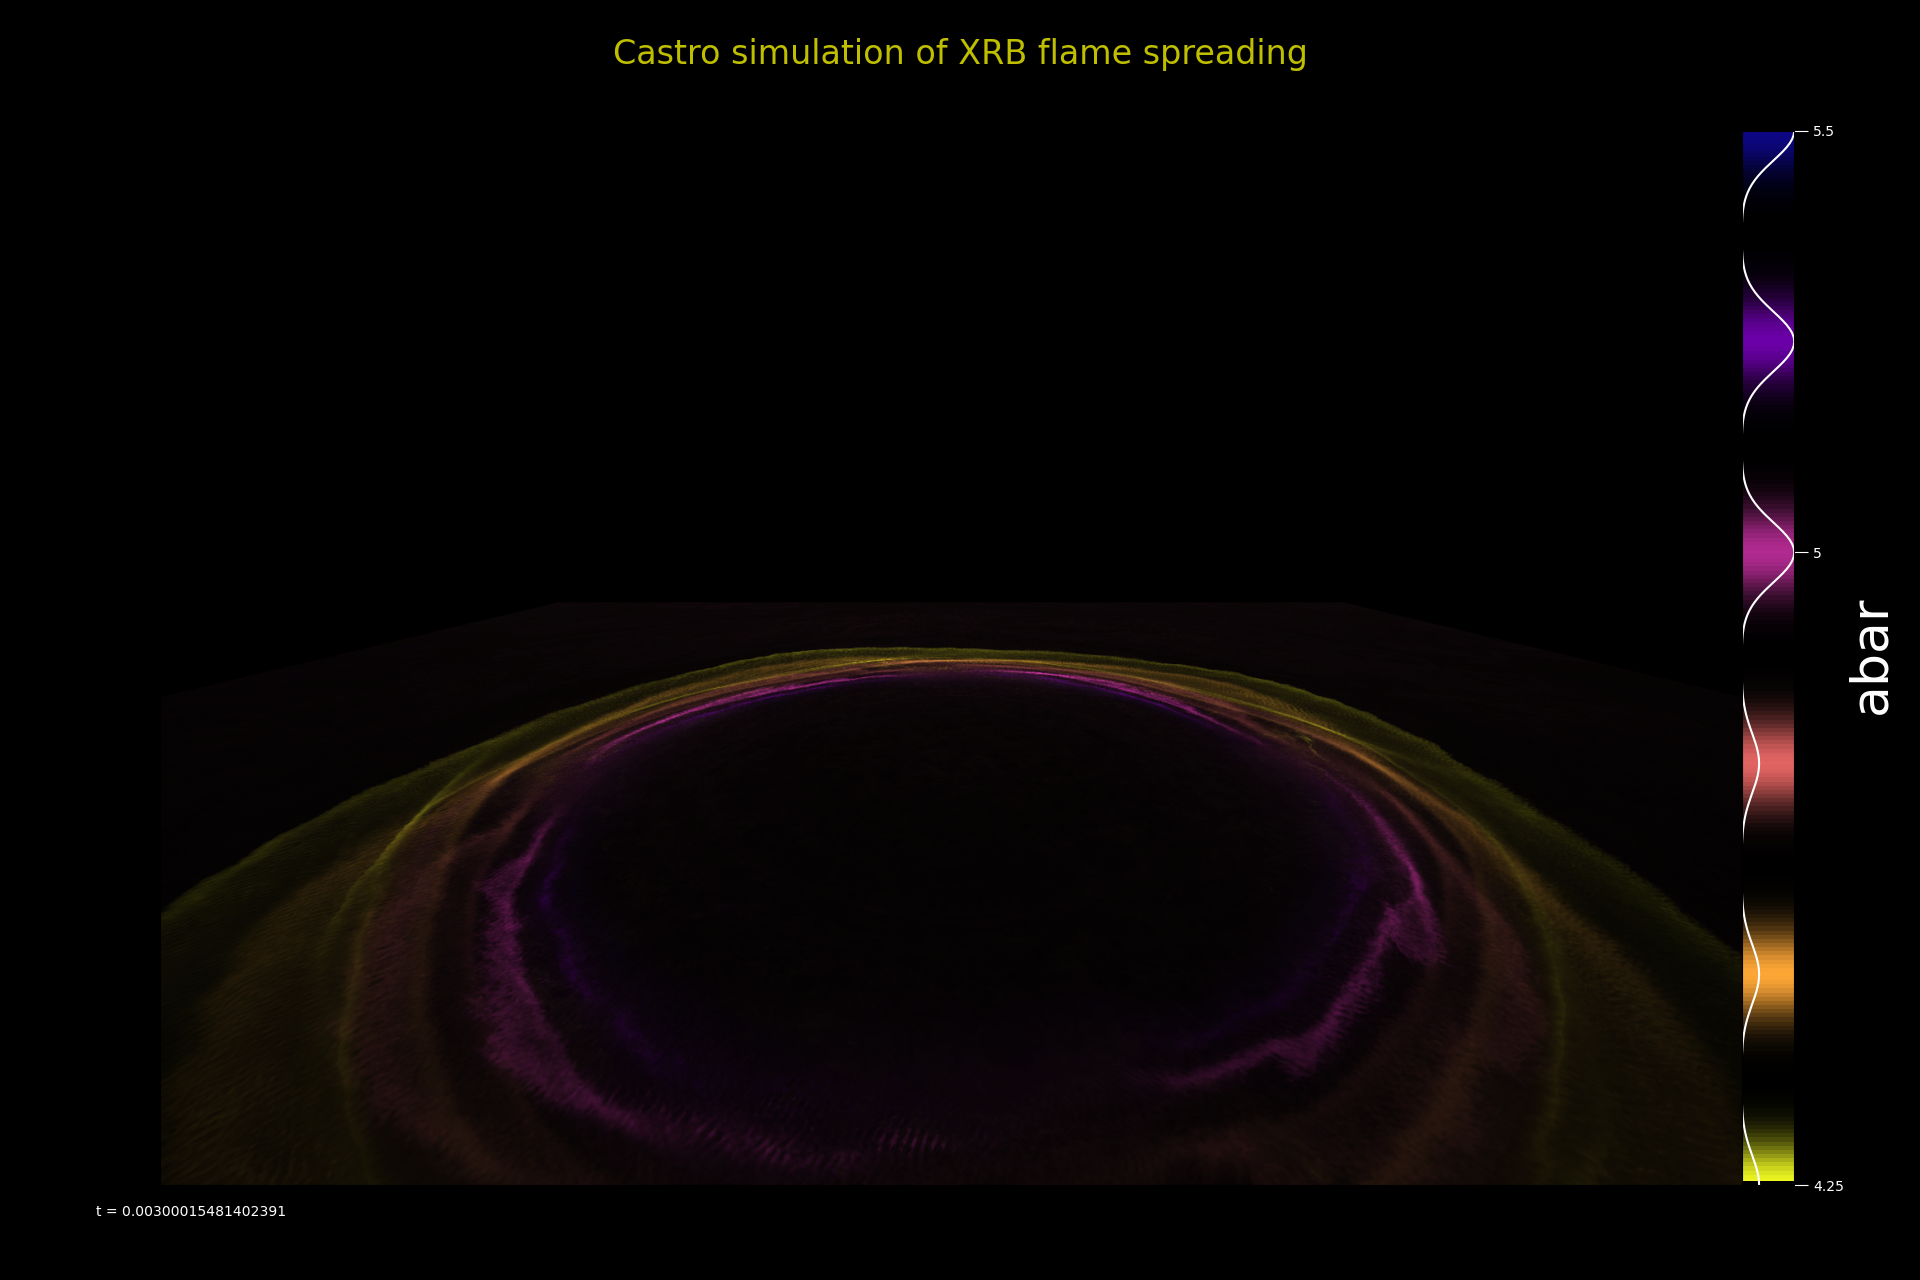 Castro simulation of XRB flame spreading
5.5
5
abar
4.25
t = 0.00300015481402391